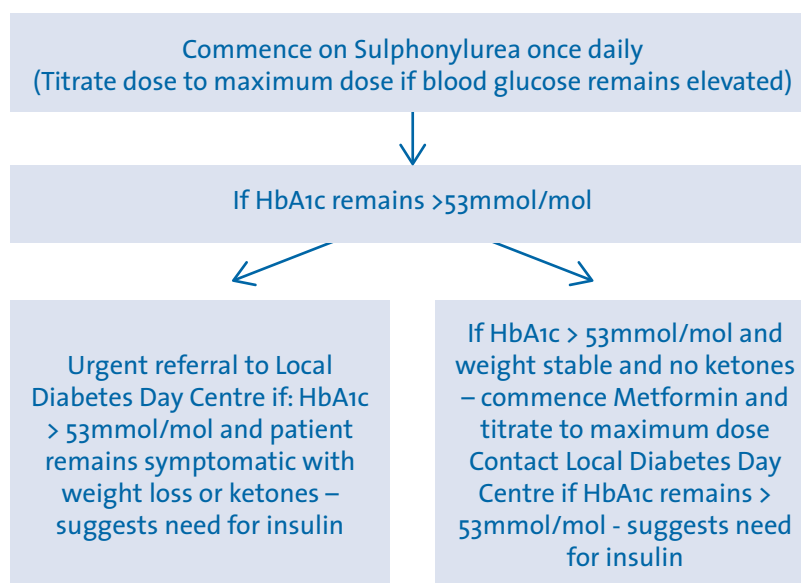 Commence on Sulphonylurea once daily
(Titrate dose to maximum dose if blood glucose remains elevated)
If HbA1c remains >53mmol/mol
Urgent referral to Local
Diabetes Day Centre if: HbA1c
> 53mmol/mol and patient
remains symptomatic with
weight loss or ketones –
suggests need for insulin
If HbA1c > 53mmol/mol and
weight stable and no ketones
– commence Metformin and
titrate to maximum dose
Contact Local Diabetes Day
Centre if HbA1c remains >
53mmol/mol - suggests need
for insulin